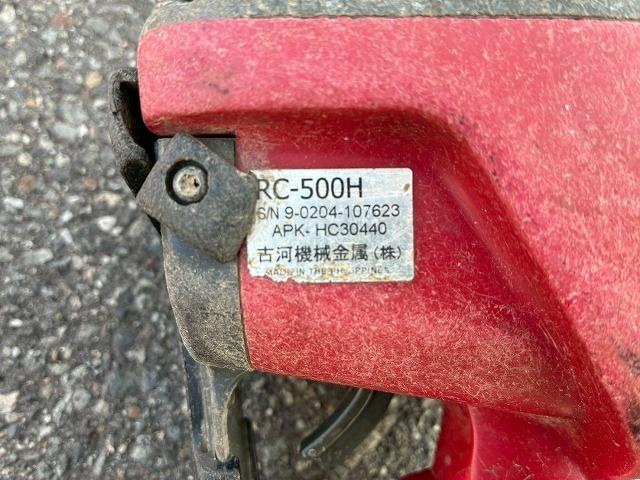 RC-500H
S/N 9-0204-107623
APK- HC30440
古河機械金属(株)
MADE IN THE PHILIPPINES